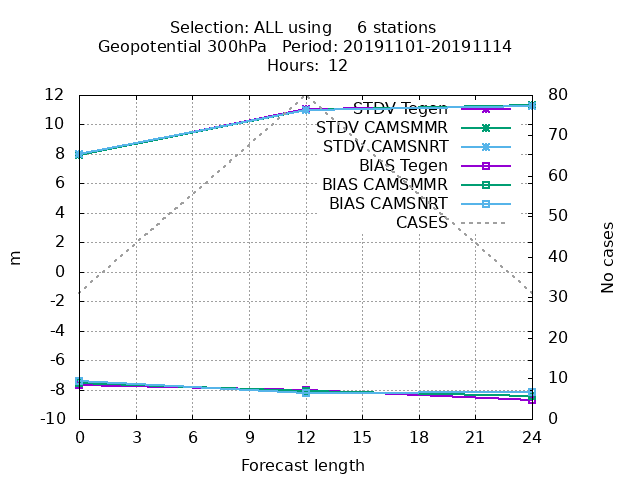 Selection: ALL using     6 stations
Geopotential 300hPa   Period: 20191101-20191114
Hours: 12
12
10
8
6
4
2
0
-2
-4
-6
-8
-10
m
80
70
60
50
40
30
20
10
0
No cases
STDV Tegen
STDV CAMSMMR
STDV CAMSNRT
BIAS Tegen
BIAS CAMSMMR
BIAS CAMSNRT
CASES
0 3 6 9 12 15 18 21 24
Forecast length